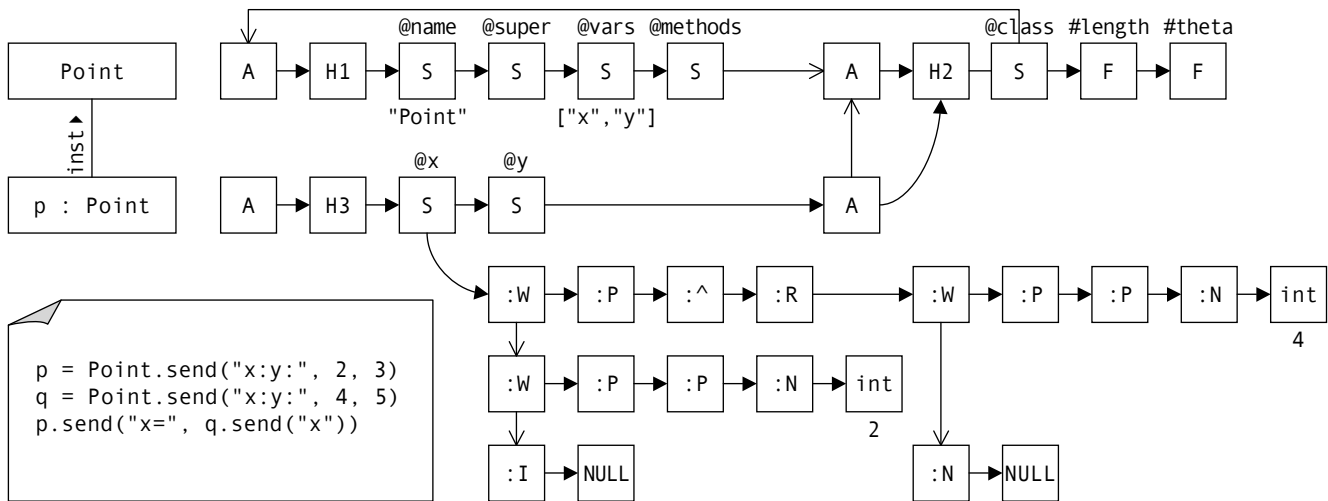 @name @super @vars @methods @class #length #theta
Point A H1 S S S S A H2 S F F
"Point" ["x","y"]
inst ▶
@x @y
p : Point A H3 S S A
:W :P :^ :R :W :P :P :N int
4
p = Point.send("x:y:", 2, 3)
q = Point.send("x:y:", 4, 5)
p.send("x=", q.send("x"))
:W :P :P :N int
2
:I NULL :N NULL